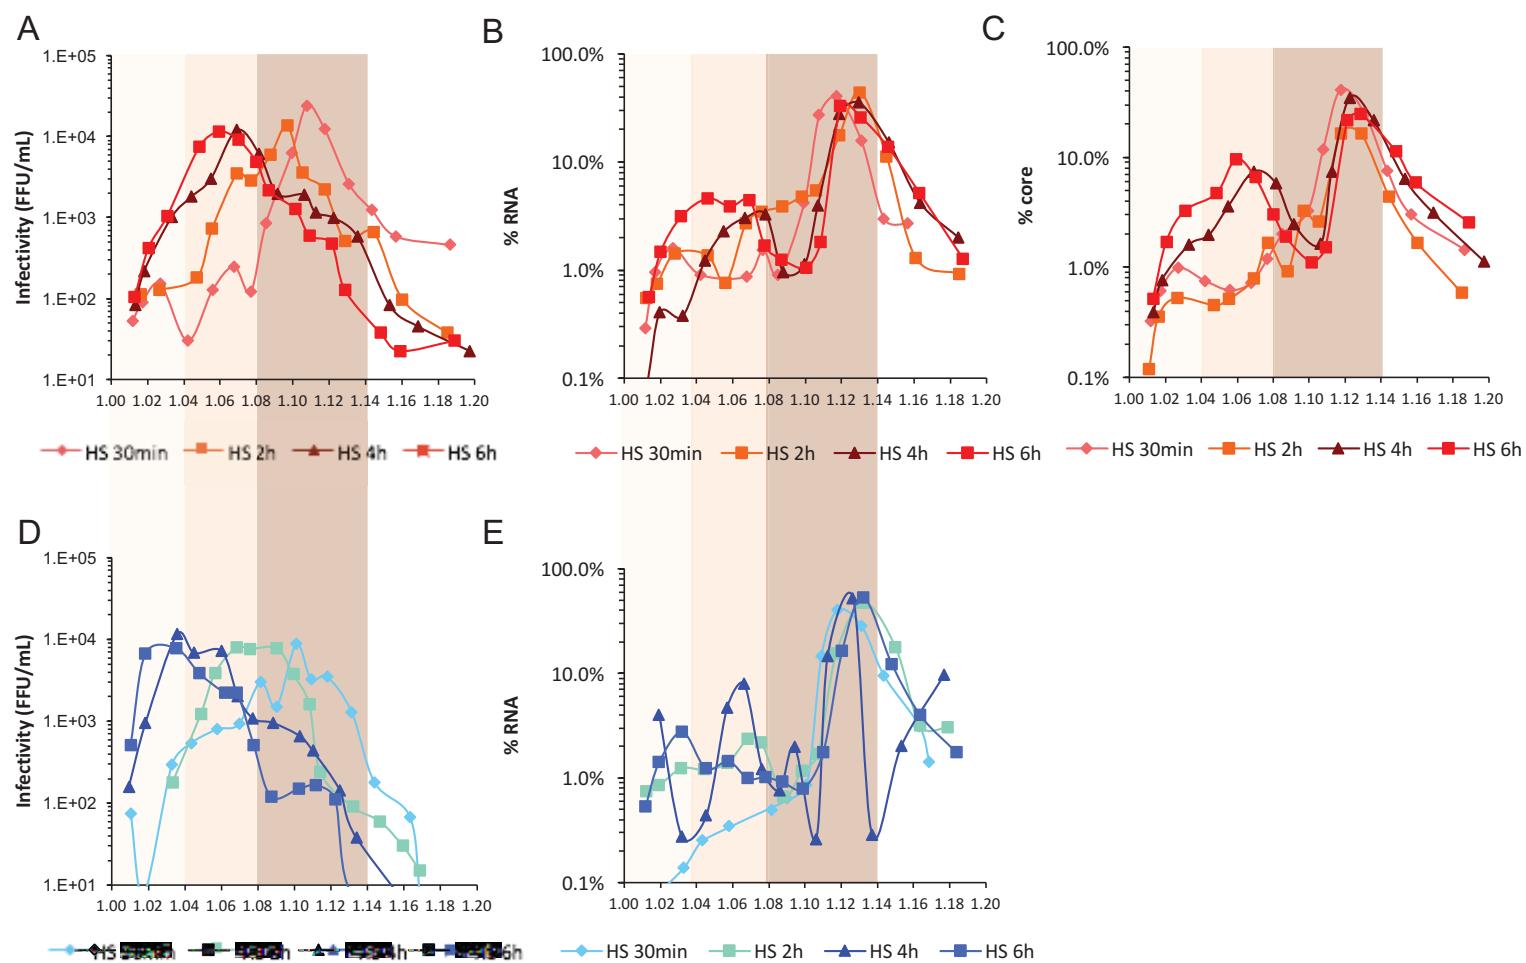 A
B
C
1.E+05
1.E+04
1.E+03
1.E+02
1.E+01
Infectivity (FFU/mL)
1.00 1.02 1.04 1.06 1.08 1.10 1.12 1.14 1.16 1.18 1.20
HS 30min HS 2h HS 4h HS 6h
100.0%
10.0%
1.0%
0.1%
% RNA
1.00 1.02 1.04 1.06 1.08 1.10 1.12 1.14 1.16 1.18 1.20
HS 30min HS 2h HS 4h HS 6h
100.0%
10.0%
1.0%
0.1%
% core
1.00 1.02 1.04 1.06 1.08 1.10 1.12 1.14 1.16 1.18 1.20
HS 30min HS 2h HS 4h HS 6h
D
E
1.E+05
1.E+04
1.E+03
1.E+02
1.E+01
Infectivity (FFU/mL)
1.00 1.02 1.04 1.06 1.08 1.10 1.12 1.14 1.16 1.18 1.20
100.0%
10.0%
1.0%
0.1%
% RNA
1.00 1.02 1.04 1.06 1.08 1.10 1.12 1.14 1.16 1.18 1.20
HS 30min HS 2h HS 4h HS 6h